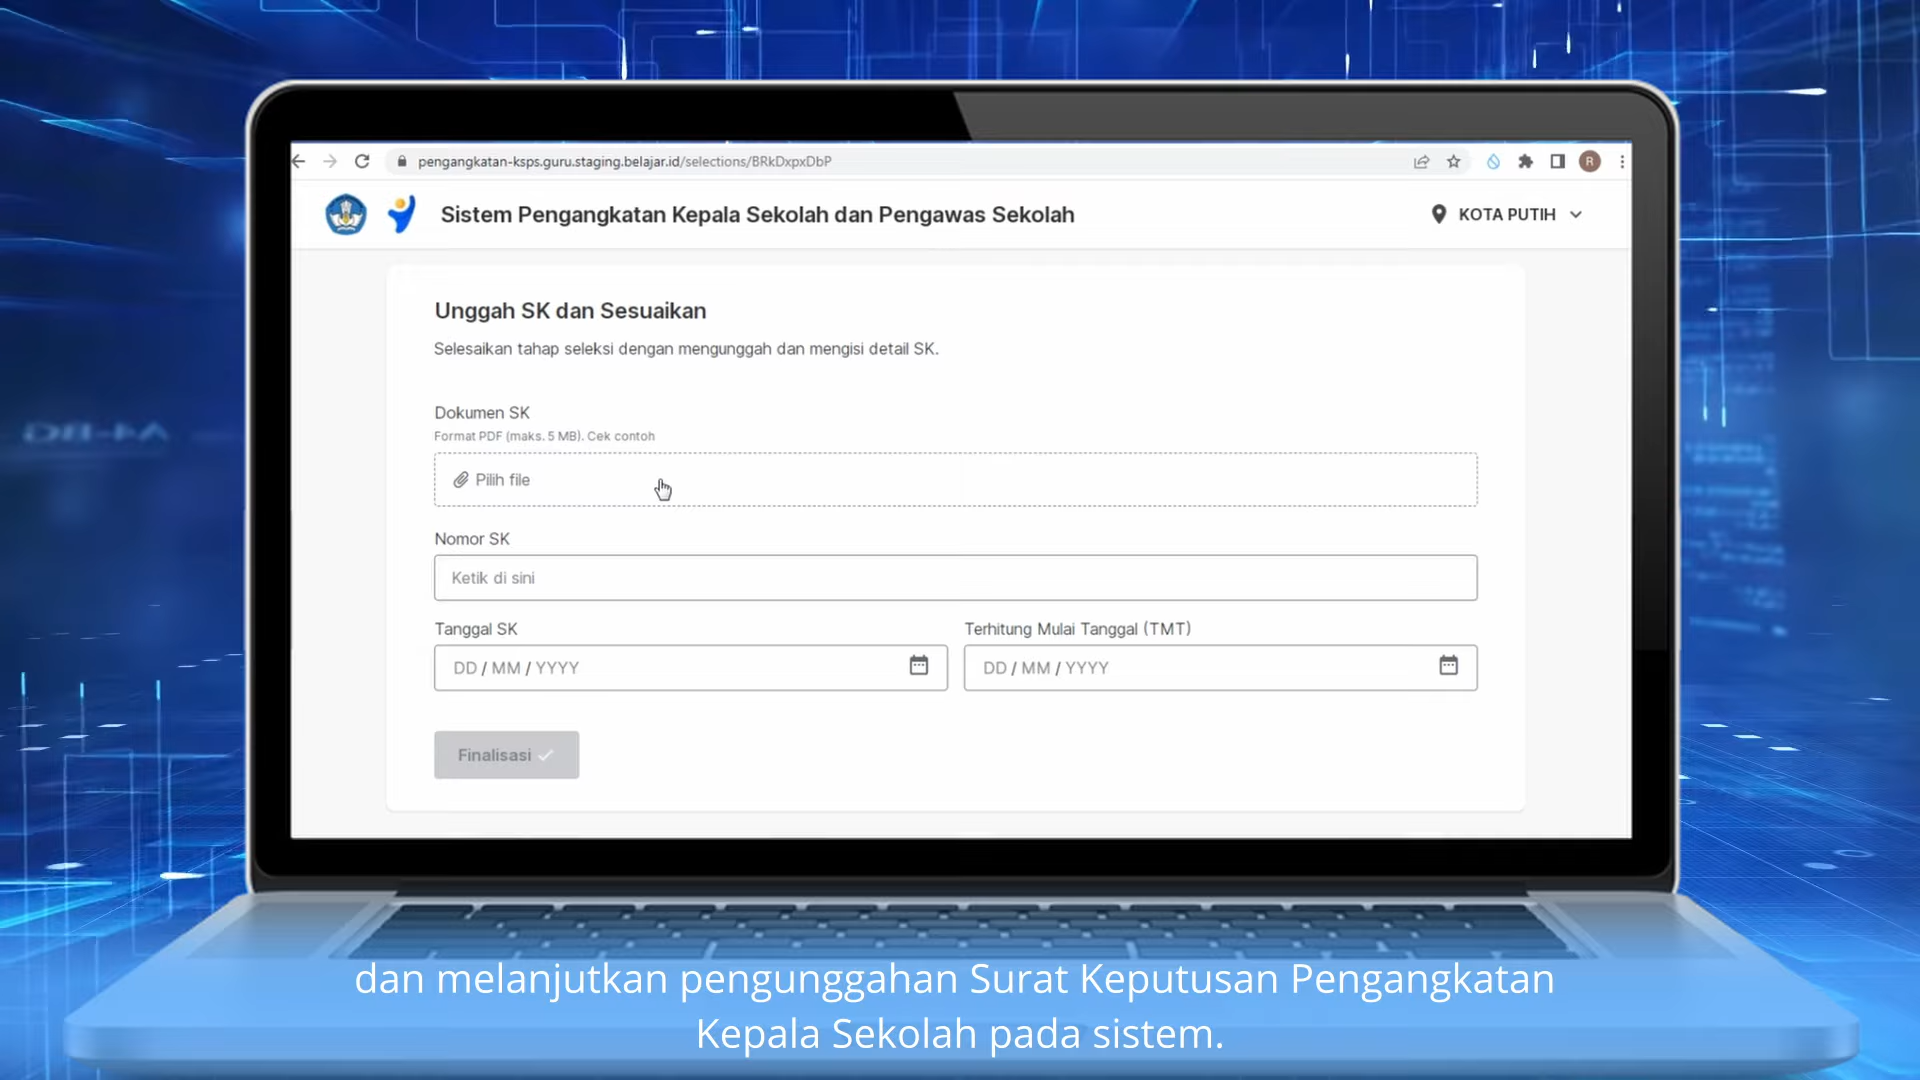 pengangkatan-ksps.guru.staging.belajar.id/selections/BRkDxpxDbP
R
Sistem Pengangkatan Kepala Sekolah dan Pengawas Sekolah
KOTA PUTIH
Unggah SK dan Sesuaikan
Selesaikan tahap seleksi dengan mengunggah dan mengisi detail SK.
Dokumen SK
Format PDF (maks. 5 MB). Cek contoh
Pilih file
Nomor SK
Ketik di sini
Tanggal SK
Terhitung Mulai Tanggal (TMT)
DD / MM / YYYY
DD / MM / YYYY
Finalisasi
dan melanjutkan pengunggahan Surat Keputusan Pengangkatan
Kepala Sekolah pada sistem.